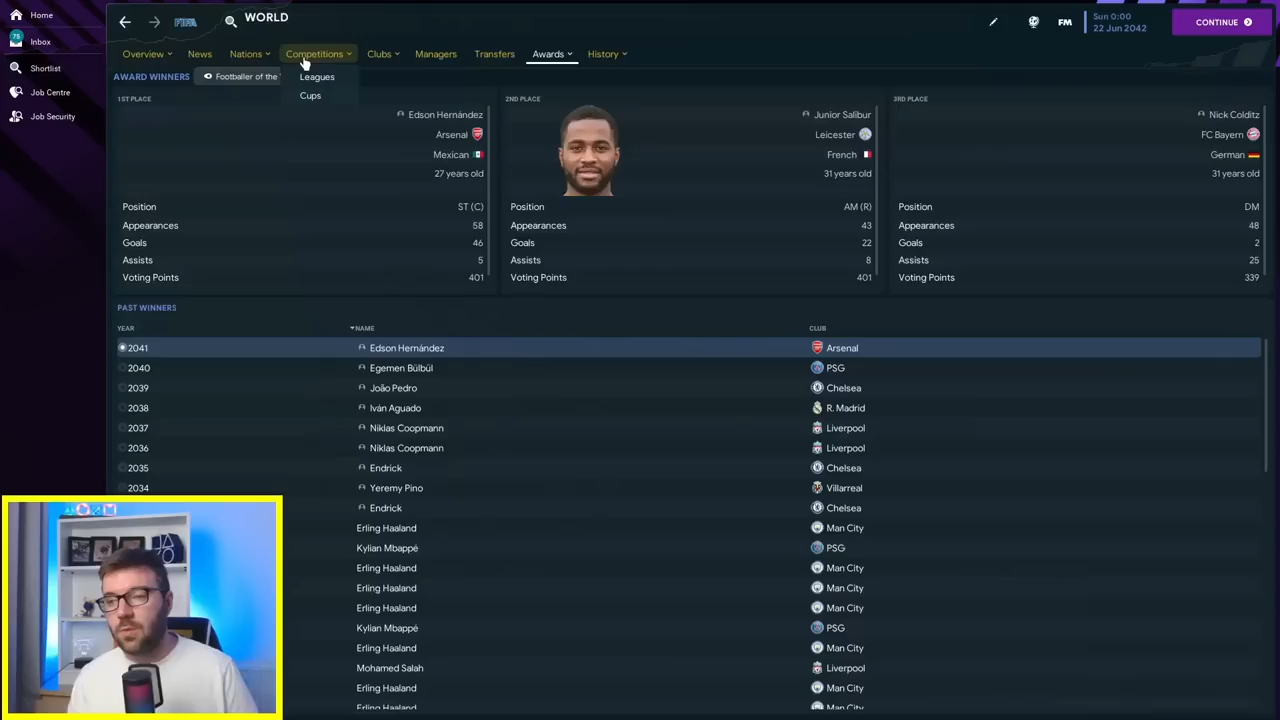 Home
75
Inbox
Shortlist
Job Centre
Job Security
FIFA
WORLD
FM
Sun 0:00
22 Jun 2042
CONTINUE
Overview
News
Nations
Competitions
Clubs
Managers
Transfers
Awards
History
Leagues
Cups
AWARD WINNERS
Footballer of the
1ST PLACE
Edson Hernández
Arsenal
Mexican
27 years old
Position ST (C)
Appearances 58
Goals 46
Assists 5
Voting Points 401
2ND PLACE
Junior Salibur
Leicester
French
31 years old
Position AM (R)
Appearances 43
Goals 22
Assists 8
Voting Points 401
3RD PLACE
Nick Colditz
FC Bayern
German
31 years old
Position DM
Appearances 48
Goals 2
Assists 25
Voting Points 339
PAST WINNERS
YEAR NAME CLUB
2041 Edson Hernández Arsenal
2040 Egemen Bülbül PSG
2039 João Pedro Chelsea
2038 Iván Aguado R. Madrid
2037 Niklas Coopmann Liverpool
2036 Niklas Coopmann Liverpool
2035 Endrick Chelsea
2034 Yeremy Pino Villarreal
Endrick Chelsea
Erling Haaland Man City
Kylian Mbappé PSG
Erling Haaland Man City
Erling Haaland Man City
Erling Haaland Man City
Kylian Mbappé PSG
Erling Haaland Man City
Mohamed Salah Liverpool
Erling Haaland Man City
Erling Haaland Man City